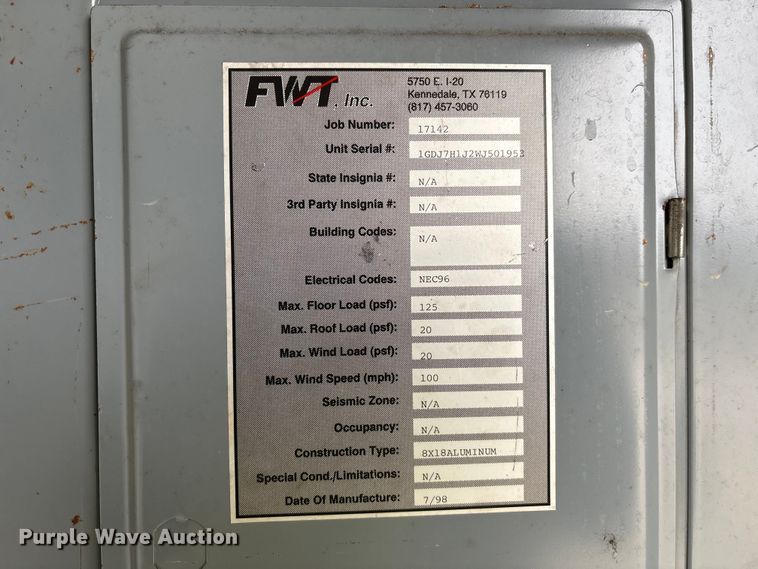 FWT, Inc.
5750 E. I-20
Kennedale, TX 76119
(817) 457-3060
Job Number: 17142
Unit Serial #: 1GDJ7H1J2WJ501953
State Insignia #: N/A
3rd Party Insignia #: N/A
Building Codes: N/A
Electrical Codes: NEC96
Max. Floor Load (psf): 125
Max. Roof Load (psf): 20
Max. Wind Load (psf): 20
Max. Wind Speed (mph): 100
Seismic Zone: N/A
Occupancy: N/A
Construction Type: 8X18ALUMINUM
Special Cond./Limitations: N/A
Date Of Manufacture: 7/98
Purple Wave Auction